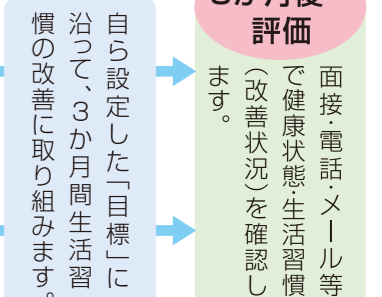 自ら設定した「目標」に
沿って、3か月間生活習
慣の改善に取り組みます。
評価
面接・電話・メール等
で健康状態・生活習慣
（改善状況）を確認し
ます。